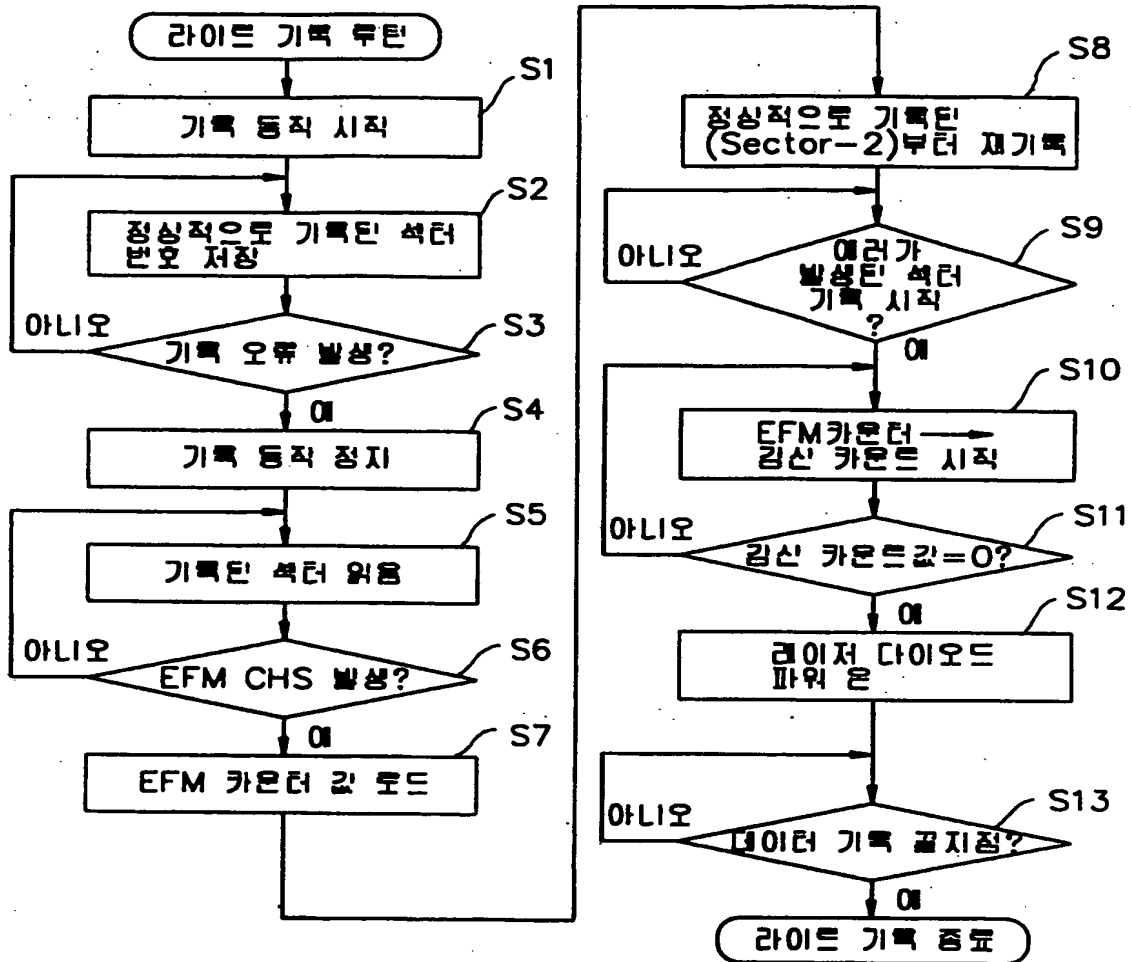 라이트 기록 루틴
S1
기록 동작 시작
S2
정상적으로 기록된 섹터
번호 저장
아니오
S3
기록 오류 발생?
예
S4
기록 동작 정지
S5
기록된 섹터 읽음
아니오
S6
EFM CHS 발생?
예
S7
EFM 카운터 값 로드
S8
정상적으로 기록된
(Sector-2)부터 재기록
S9
아니오
에러가
발생된 섹터
기록 시작
?
예
S10
EFM카운터 →
감산 카운트 시작
아니오
S11
감산 카운트값=0?
예
S12
레이저 다이오드
파워 온
S13
아니오
데이터 기록 끝지점?
예
라이트 기록 종료